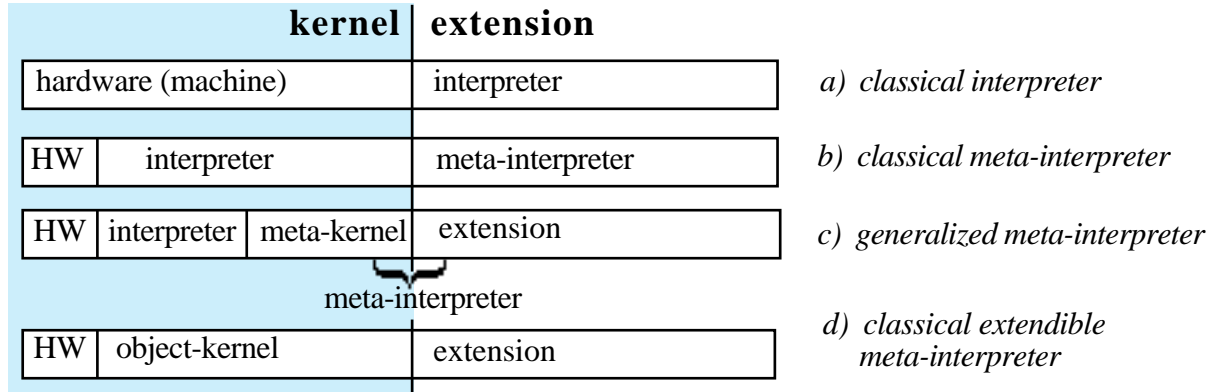 kernel extension
hardware (machine) interpreter a) classical interpreter
HW interpreter meta-interpreter b) classical meta-interpreter
HW interpreter meta-kernel extension c) generalized meta-interpreter
meta-interpreter
HW object-kernel extension d) classical extendible
meta-interpreter